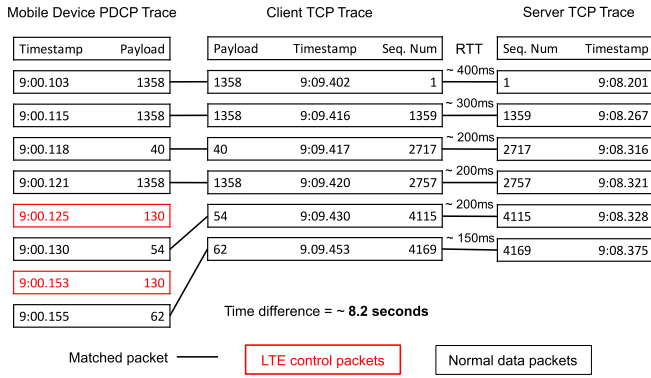 Mobile Device PDCP Trace Client TCP Trace Server TCP Trace
Timestamp Payload Payload Timestamp Seq. Num RTT Seq. Num Timestamp
~ 400ms
9:00.103 1358 1358 9:09.402 1 1 9:08.201
~ 300ms
9:00.115 1358 1358 9:09.416 1359 1359 9:08.267
~ 200ms
9:00.118 40 40 9:09.417 2717 2717 9:08.316
~ 200ms
9:00.121 1358 1358 9:09.420 2757 2757 9:08.321
~ 200ms
9:00.125 130 54 9:09.430 4115 4115 9:08.328
~ 150ms
9:00.130 54 62 9.09.453 4169 4169 9:08.375
9:00.153 130
9:00.155 62
Time difference = ~ 8.2 seconds
Matched packet LTE control packets Normal data packets